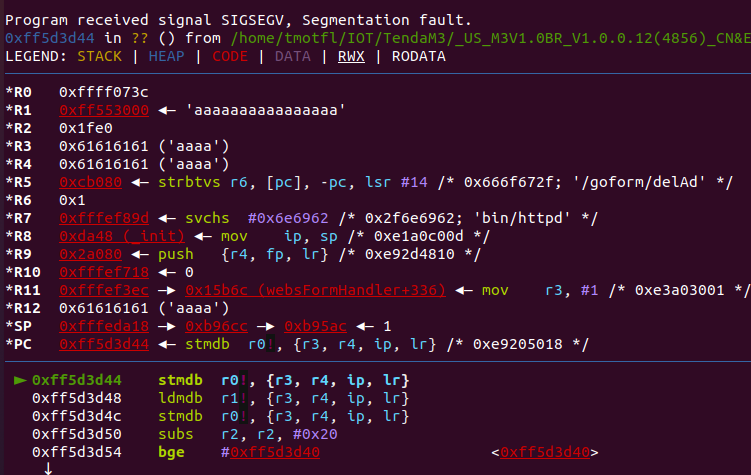 Program received signal SIGSEGV, Segmentation fault.
0xff5d3d44 in ?? () from /home/tmotfl/IOT/TendaM3/_US_M3V1.0BR_V1.0.0.12(4856)_CN&E
LEGEND: STACK | HEAP | CODE | DATA | RWX | RODATA
*R0 0xffff073c
*R1 0xff553000 ◂— 'aaaaaaaaaaaaaaaa'
*R2 0x1fe0
*R3 0x61616161 ('aaaa')
*R4 0x61616161 ('aaaa')
*R5 0xcb080 ◂— strbtvs r6, [pc], -pc, lsr #14 /* 0x666f672f; '/goform/delAd' */
*R6 0x1
*R7 0xfffef89d ◂— svchs #0x6e6962 /* 0x2f6e6962; 'bin/httpd' */
*R8 0xda48 (_init) ◂— mov ip, sp /* 0xe1a0c00d */
*R9 0x2a080 ◂— push {r4, fp, lr} /* 0xe92d4810 */
*R10 0xfffef718 ◂— 0
*R11 0xfffef3ec —▸ 0x15b6c (websFormHandler+336) ◂— mov r3, #1 /* 0xe3a03001 */
*R12 0x61616161 ('aaaa')
*SP 0xfffeda18 —▸ 0xb96cc —▸ 0xb95ac ◂— 1
*PC 0xff5d3d44 ◂— stmdb r0!, {r3, r4, ip, lr} /* 0xe9205018 */
► 0xff5d3d44 stmdb r0!, {r3, r4, ip, lr}
0xff5d3d48 ldmdb r1!, {r3, r4, ip, lr}
0xff5d3d4c stmdb r0!, {r3, r4, ip, lr}
0xff5d3d50 subs r2, r2, #0x20
0xff5d3d54 bge #0xff5d3d40 <0xff5d3d40>
↓